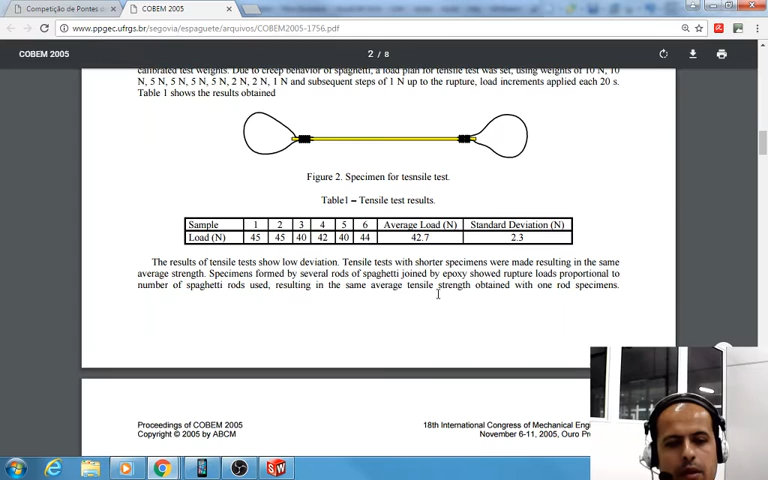 Competição de Pontes d
COBEM 2005
www.ppgec.ufrgs.br/segovia/espaguete/arquivos/COBEM2005-1756.pdf
COBEM 2005
2 / 8
calibrated test weights. Due to creep behavior of spaghetti, a load plan for tensile test was set, using weights of 10 N, 10
N, 5 N, 5 N, 5 N, 5 N, 2 N, 2 N, 1 N and subsequent steps of 1 N up to the rupture, load increments applied each 20 s.
Table 1 shows the results obtained
Figure 2. Specimen for tesnsile test.
Table1 – Tensile test results.
Sample 1 2 3 4 5 6 Average Load (N) Standard Deviation (N)
Load (N) 45 45 40 42 40 44 42.7 2.3
The results of tensile tests show low deviation. Tensile tests with shorter specimens were made resulting in the same
average strength. Specimens formed by several rods of spaghetti joined by epoxy showed rupture loads proportional to
number of spaghetti rods used, resulting in the same average tensile strength obtained with one rod specimens.
Proceedings of COBEM 2005
Copyright © 2005 by ABCM
18th International Congress of Mechanical Engine
November 6-11, 2005, Ouro Pr